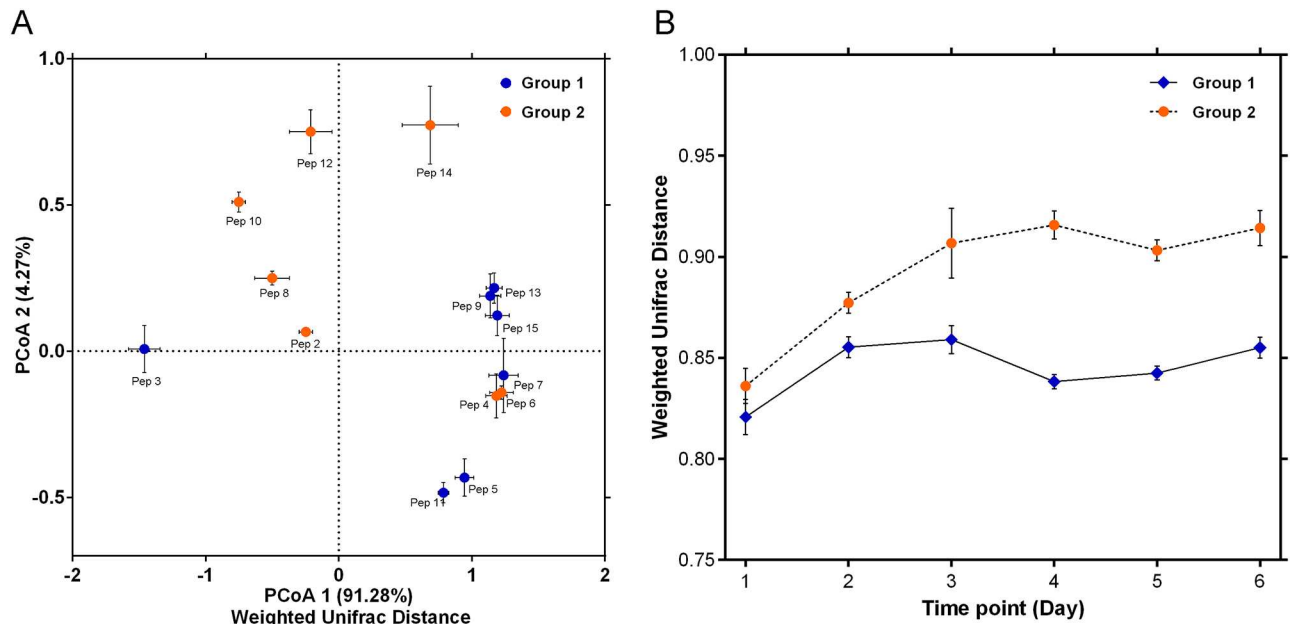 A
1.0
0.5
0.0
-0.5
PCoA 2 (4.27%)
Group 1
Group 2
Pep 12
Pep 14
Pep 10
Pep 8
Pep 2
Pep 3
Pep 9
Pep 13
Pep 15
Pep 7
Pep 4
Pep 6
Pep 5
Pep 11
-2
-1
0
1
2
PCoA 1 (91.28%)
Weighted Unifrac Distance
B
1.00
0.95
0.90
0.85
0.80
0.75
Weighted Unifrac Distance
Group 1
Group 2
1
2
3
4
5
6
Time point (Day)